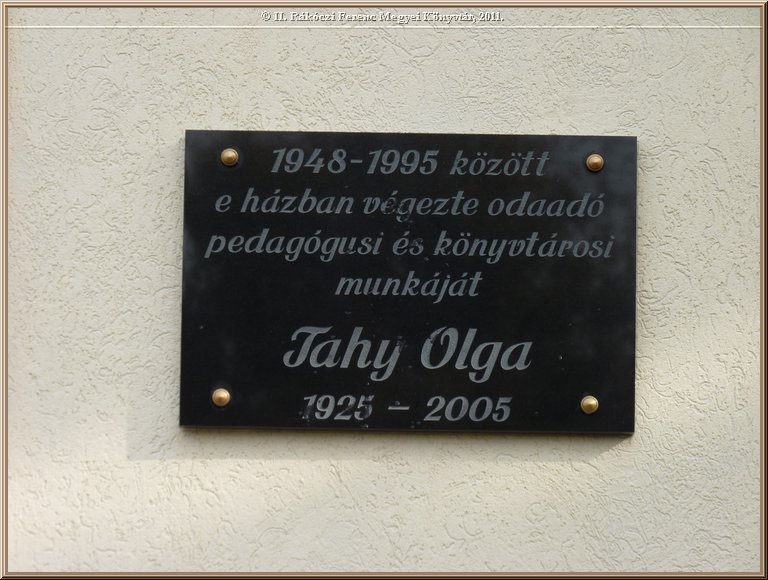 © II. Rákóczi Ferenc Megyei Könyvtár, 2011.
1948-1995 között
e házban végezte odaadó
pedagógusi és könyvtárosi
munkáját
Tahy Olga
1925 - 2005